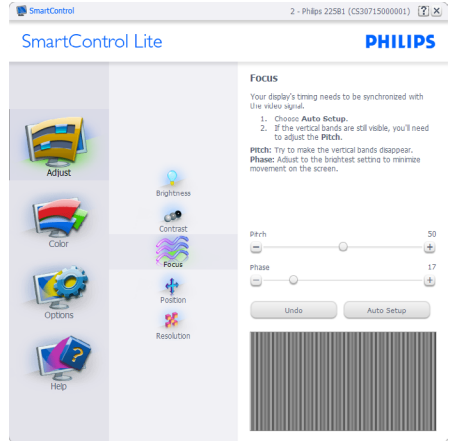 SmartControl
2 - Philips 225B1 (CS30715000001)
SmartControl Lite
PHILIPS
Adjust
Color
Options
Help
Brightness
Contrast
Focus
Position
Resolution
Focus
Your display's timing needs to be synchronized with
the video signal.
1. Choose Auto Setup.
2. If the vertical bands are still visible, you'll need
to adjust the Pitch.
Pitch: Try to make the vertical bands disappear.
Phase: Adjust to the brightest setting to minimize
movement on the screen.
Pitch 50
Phase 17
Undo
Auto Setup